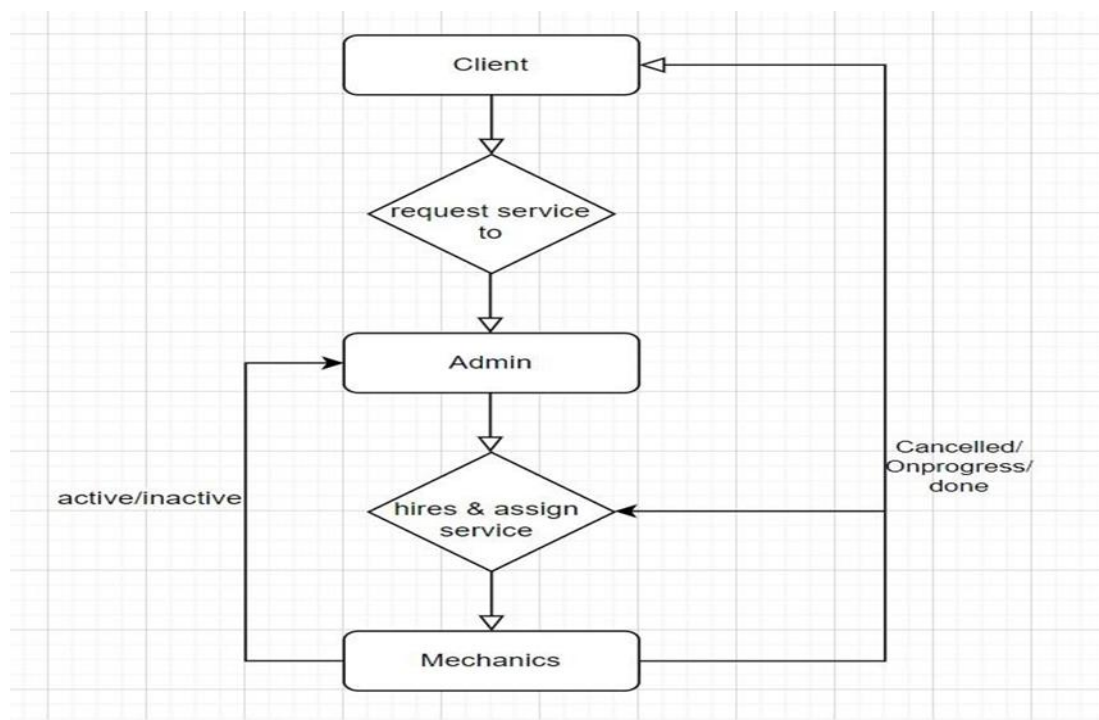 Client
request service
to
Admin
Cancelled/
Onprogress/
done
active/inactive
hires & assign
service
Mechanics